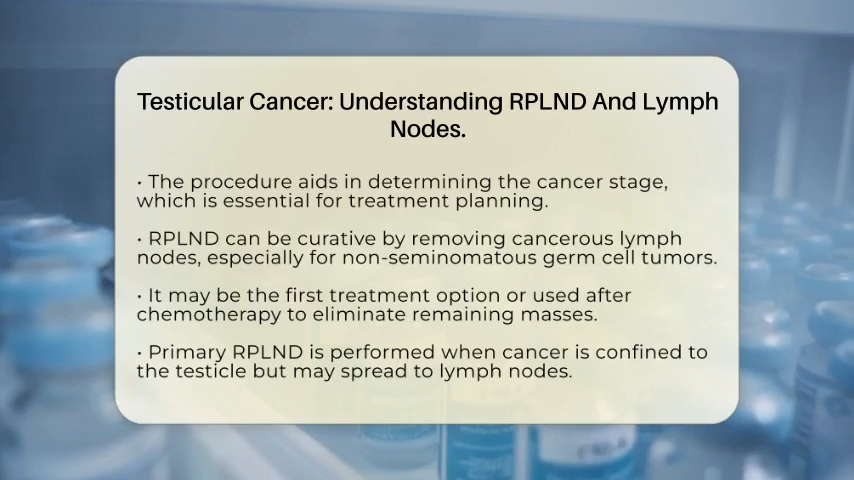 Testicular Cancer: Understanding RPLND And Lymph
Nodes.
• The procedure aids in determining the cancer stage,
which is essential for treatment planning.
• RPLND can be curative by removing cancerous lymph
nodes, especially for non-seminomatous germ cell tumors.
• It may be the first treatment option or used after
chemotherapy to eliminate remaining masses.
• Primary RPLND is performed when cancer is confined to
the testicle but may spread to lymph nodes.